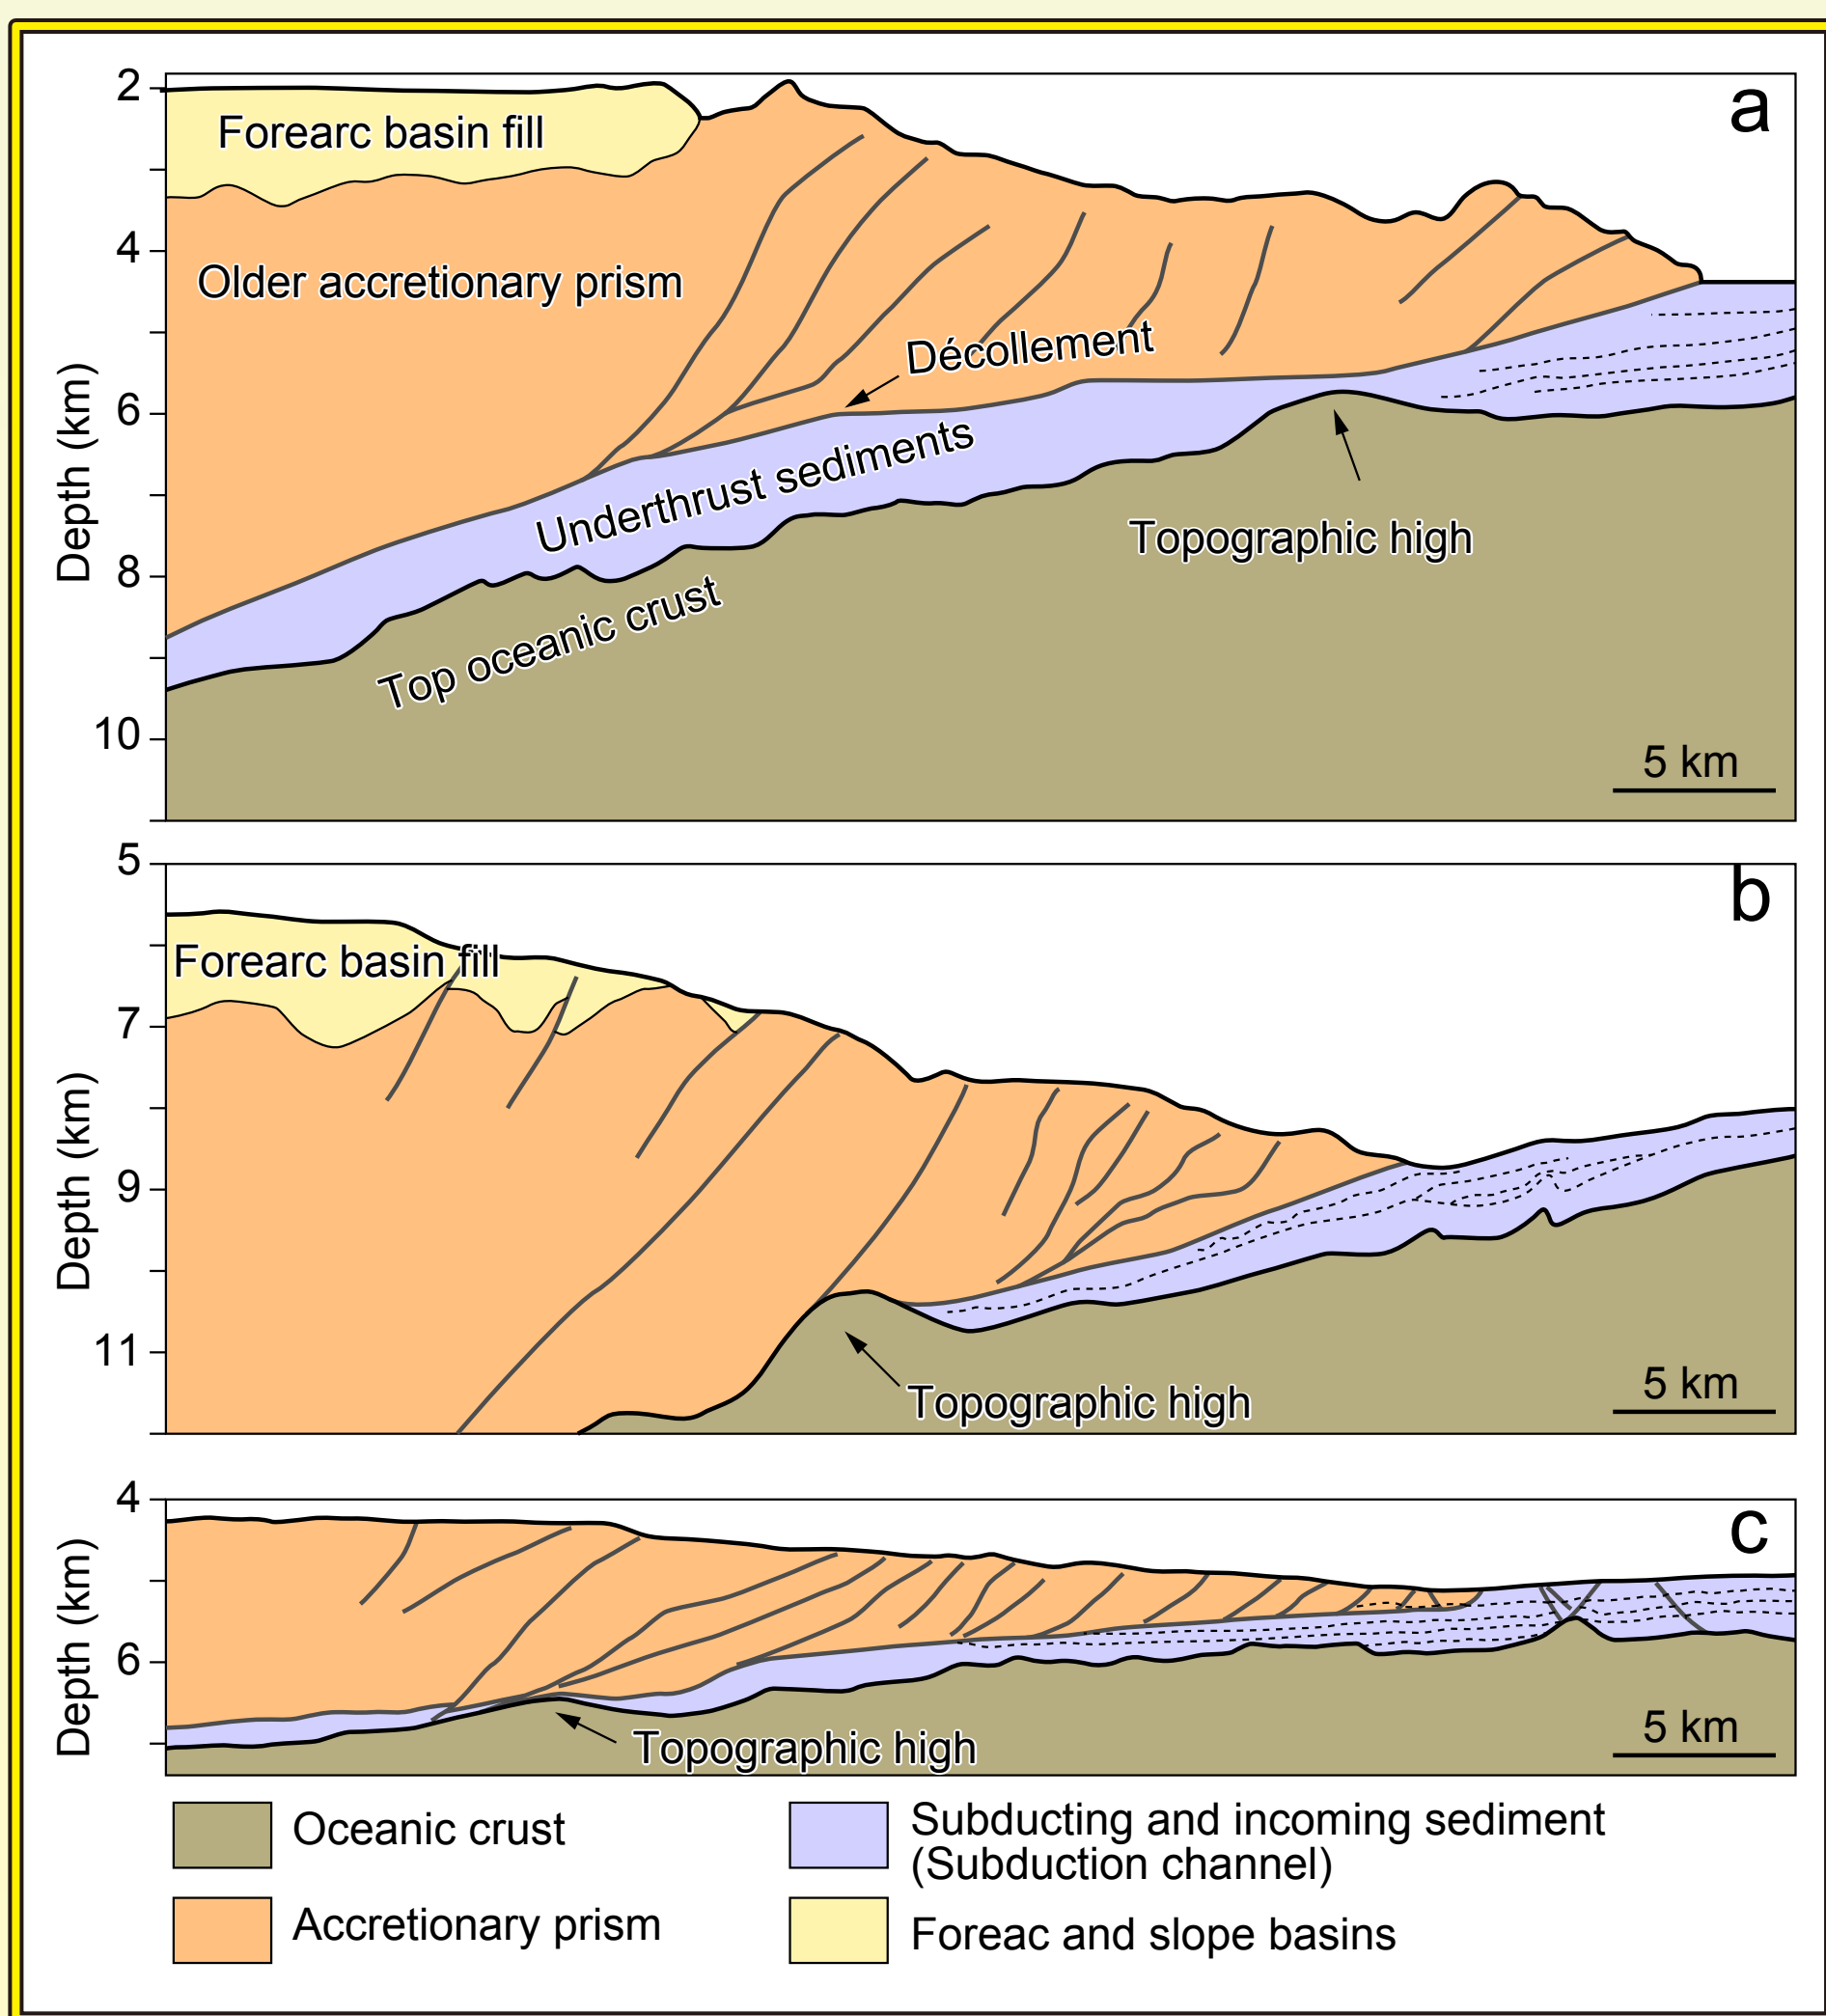 a
2
Forearc basin fill
4
Older accretionary prism
Décollement
Depth (km)
6
Underthrust sediments
Topographic high
8
Top oceanic crust
10
5 km
b
5
Forearc basin fill
7
Depth (km)
9
11
Topographic high
5 km
c
4
Depth (km)
6
Topographic high
5 km
Oceanic crust
Subducting and incoming sediment
(Subduction channel)
Accretionary prism
Foreac and slope basins